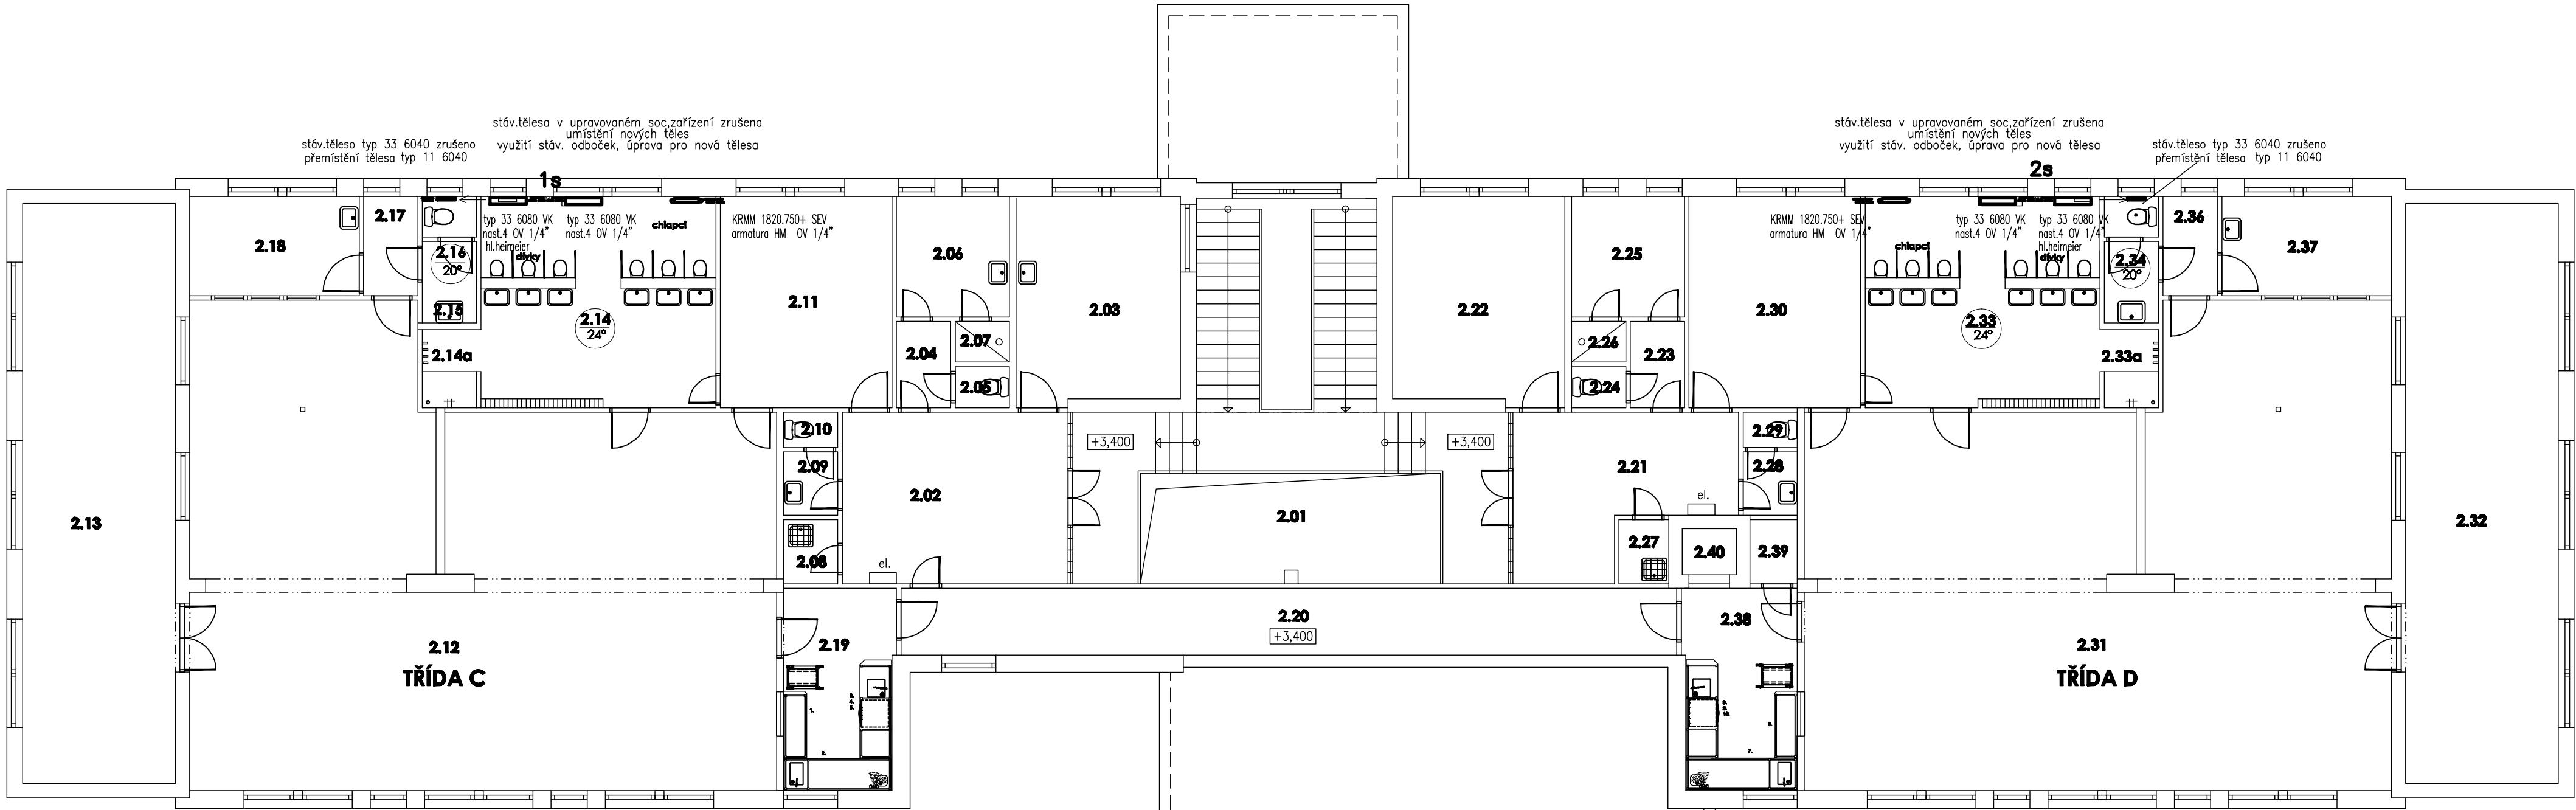 stáv.tělesa v upravovaném soc,zařízení zrušena
umístění nových těles
využití stáv. odboček, úprava pro nová tělesa
stáv.těleso typ 33 6040 zrušeno
přemístění tělesa typ 11 6040
1s
stáv.tělesa v upravovaném soc,zařízení zrušena
umístění nových těles
využití stáv. odboček, úprava pro nová tělesa
stáv.těleso typ 33 6040 zrušeno
přemístění tělesa typ 11 6040
2s
2.18
2.17
2.16
20°
2.15
typ 33 6080 VK
nast.4 OV 1/4"
hl.heimeier
dívky
typ 33 6080 VK
nast.4 OV 1/4"
chlapci
KRMM 1820.750+ SEV
armatura HM OV 1/4"
2.14
24°
2.14a
2.11
2.06
2.04
2.07
2.05
2.03
2.22
2.25
2.26
2.23
2.24
2.30
KRMM 1820.750+ SEV
armatura HM OV 1/4"
chlapci
typ 33 6080 VK
nast.4 OV 1/4"
typ 33 6080 VK
nast.4 OV 1/4"
hl.heimeier
dívky
2.33
24°
2.33a
2.34
20°
2.36
2.37
2.13
2.10
2.09
2.08
2.02
el.
+3,400
2.01
+3,400
2.21
el.
2.29
2.28
2.27
2.40
2.39
2.32
2.12
TŘÍDA C
2.19
1.
2.
3.
4.
5.
2.20
+3,400
2.38
7.
2.31
TŘÍDA D